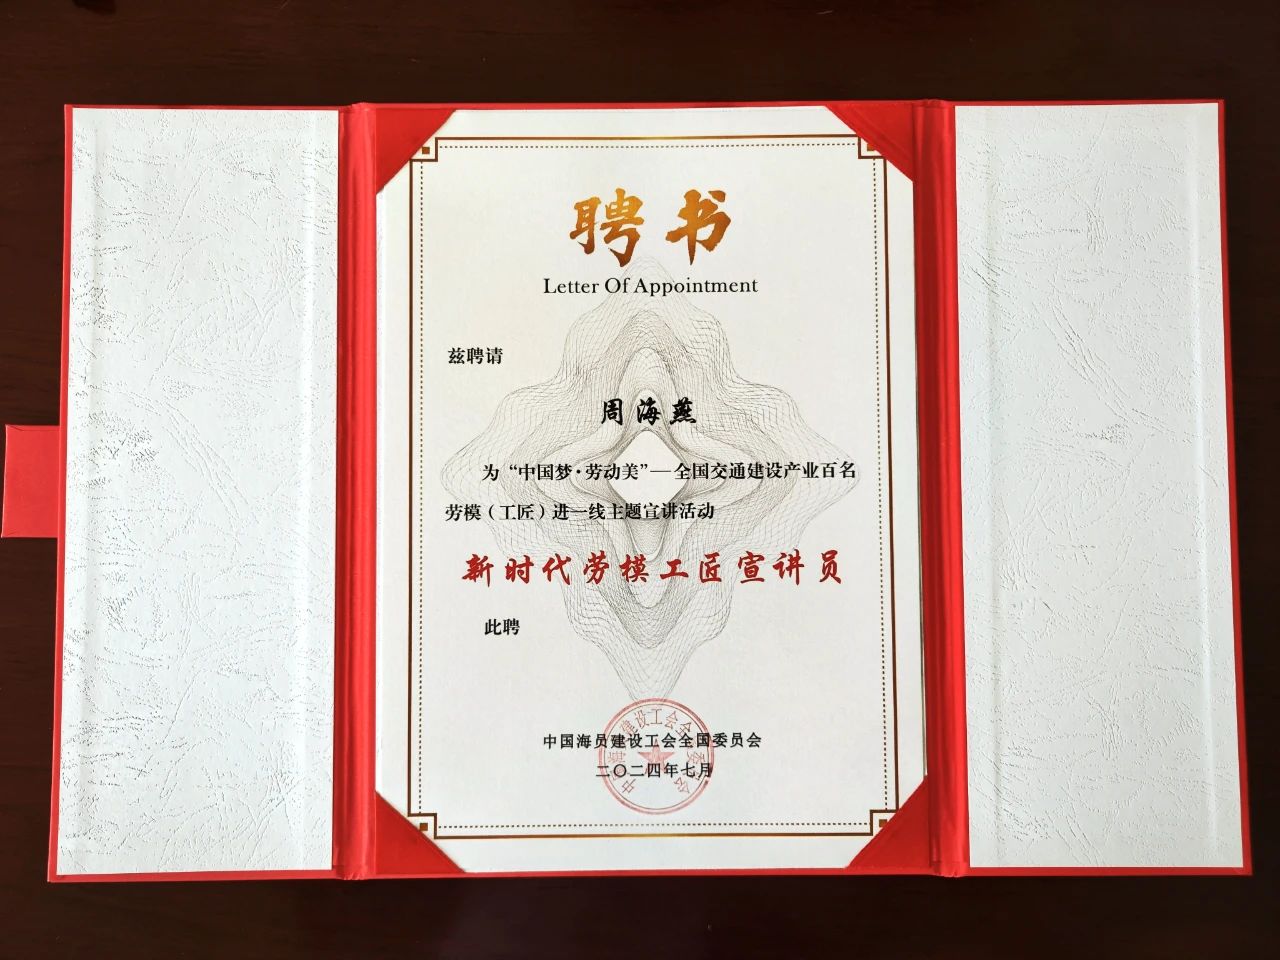 聘书
Letter Of Appointment
兹聘请
周海燕
为“中国梦·劳动美”—全国交通建设产业百名
劳模（工匠）进一线主题宣讲活动
新时代劳模工匠宣讲员
此聘
中国海员建设工会全国委员会
二〇二四年七月